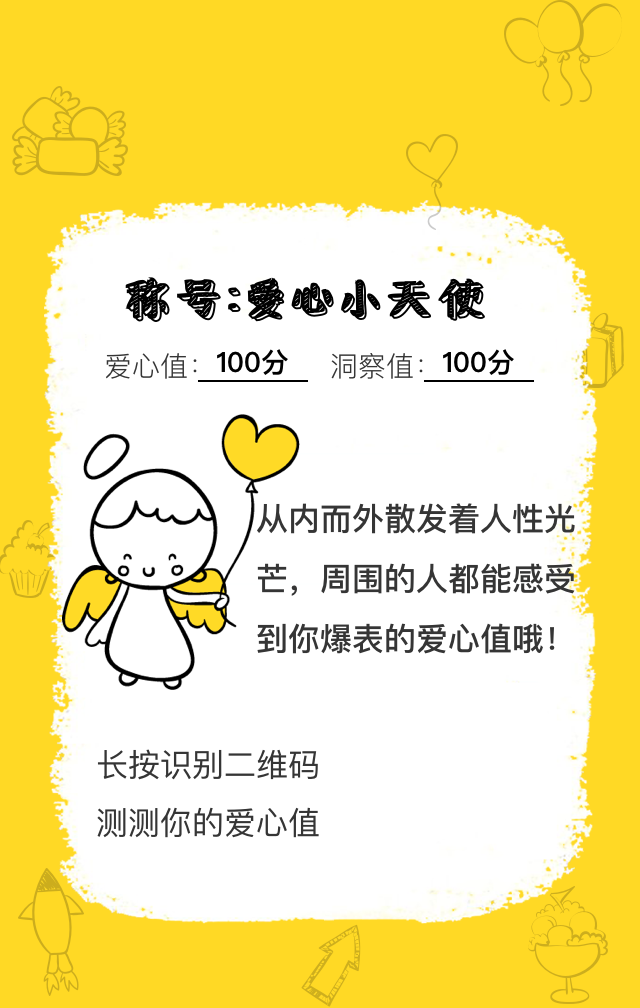 称号:爱心小天使
爱心值: 100分 洞察值: 100分
从内而外散发着人性光
芒，周围的人都能感受
到你爆表的爱心值哦！
长按识别二维码
测测你的爱心值